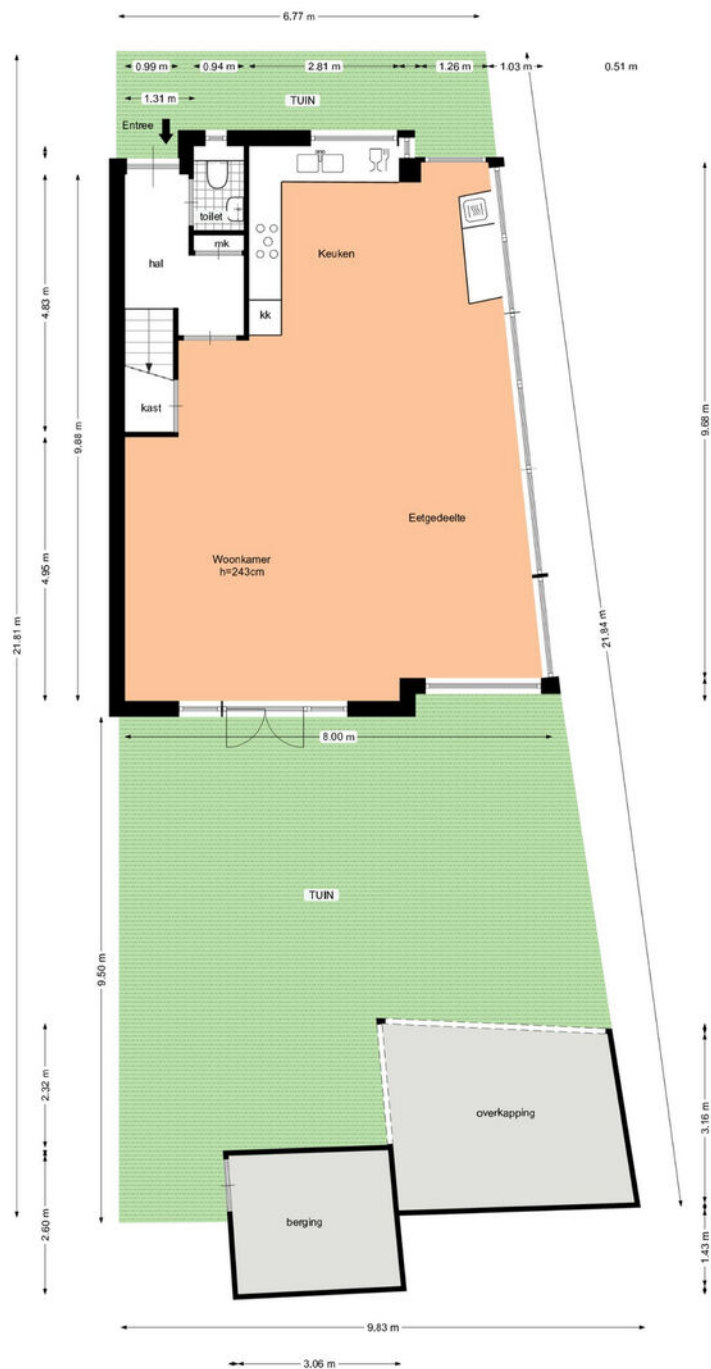 6.77 m
0.99 m
0.94 m
2.81 m
1.26 m
1.03 m
0.51 m
1.31 m
TUIN
Entree
toilet
mk
hal
Keuken
kk
kast
4.83 m
9.88 m
9.68 m
4.95 m
Eetgedeelte
Woonkamer
h=243cm
21.81 m
21.84 m
8.00 m
TUIN
9.50 m
2.32 m
overkapping
3.16 m
2.60 m
berging
1.43 m
9.83 m
3.06 m